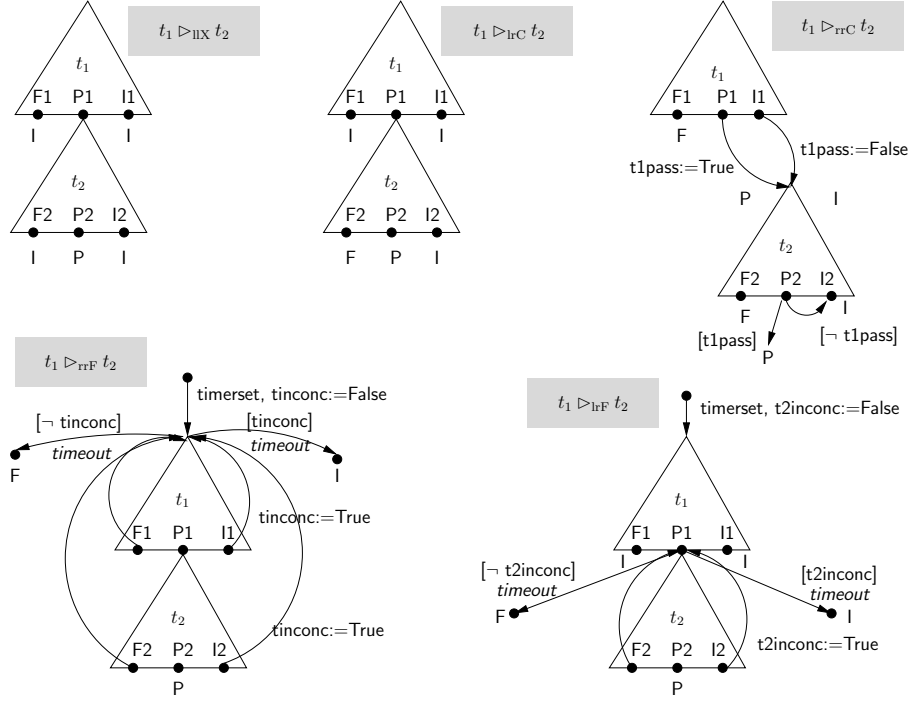 t₁ ▷llX t₂
t₁
F1 P1 I1
I I
t₂
F2 P2 I2
I P I
t₁ ▷lrC t₂
t₁
F1 P1 I1
I I
t₂
F2 P2 I2
F P I
t₁ ▷rrC t₂
t₁
F1 P1 I1
F
t1pass:=False
t1pass:=True
P I
t₂
F2 P2 I2
F I
[t1pass] [¬ t1pass]
P
t₁ ▷rrF t₂
timerset, tinconc:=False
[¬ tinconc] [tinconc]
timeout timeout
F I
t₁
tinconc:=True
F1 P1 I1
t₂
tinconc:=True
F2 P2 I2
P
t₁ ▷lrF t₂
timerset, t2inconc:=False
t₁
F1 P1 I1
I I
[¬ t2inconc] [t2inconc]
timeout timeout
F I
t₂
t2inconc:=True
F2 P2 I2
P